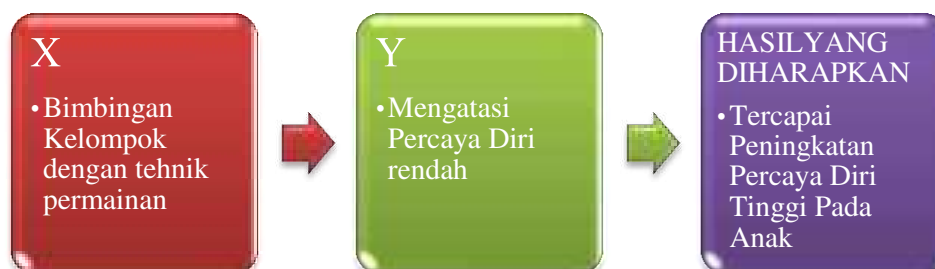 X
•Bimbingan
Kelompok
dengan tehnik
permainan
Y
•Mengatasi
Percaya Diri
rendah
HASILYANG
DIHARAPKAN
•Tercapai
Peningkatan
Percaya Diri
Tinggi Pada
Anak